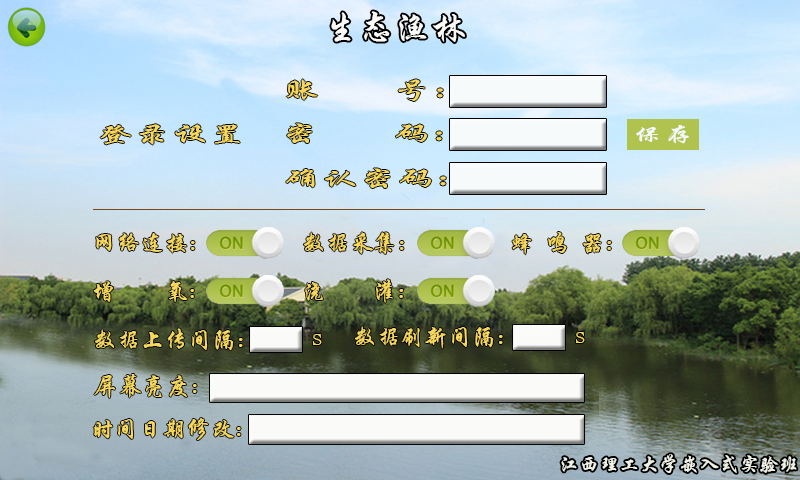 生态渔林
账 号:
登录设置 密 码: 保存
确认密码:
网络连接: ON 数据采集: ON 蜂鸣器: ON
增 氧: ON 浇 灌: ON
数据上传间隔: S 数据刷新间隔: S
屏幕亮度:
时间日期修改:
江西理工大学嵌入式实验班